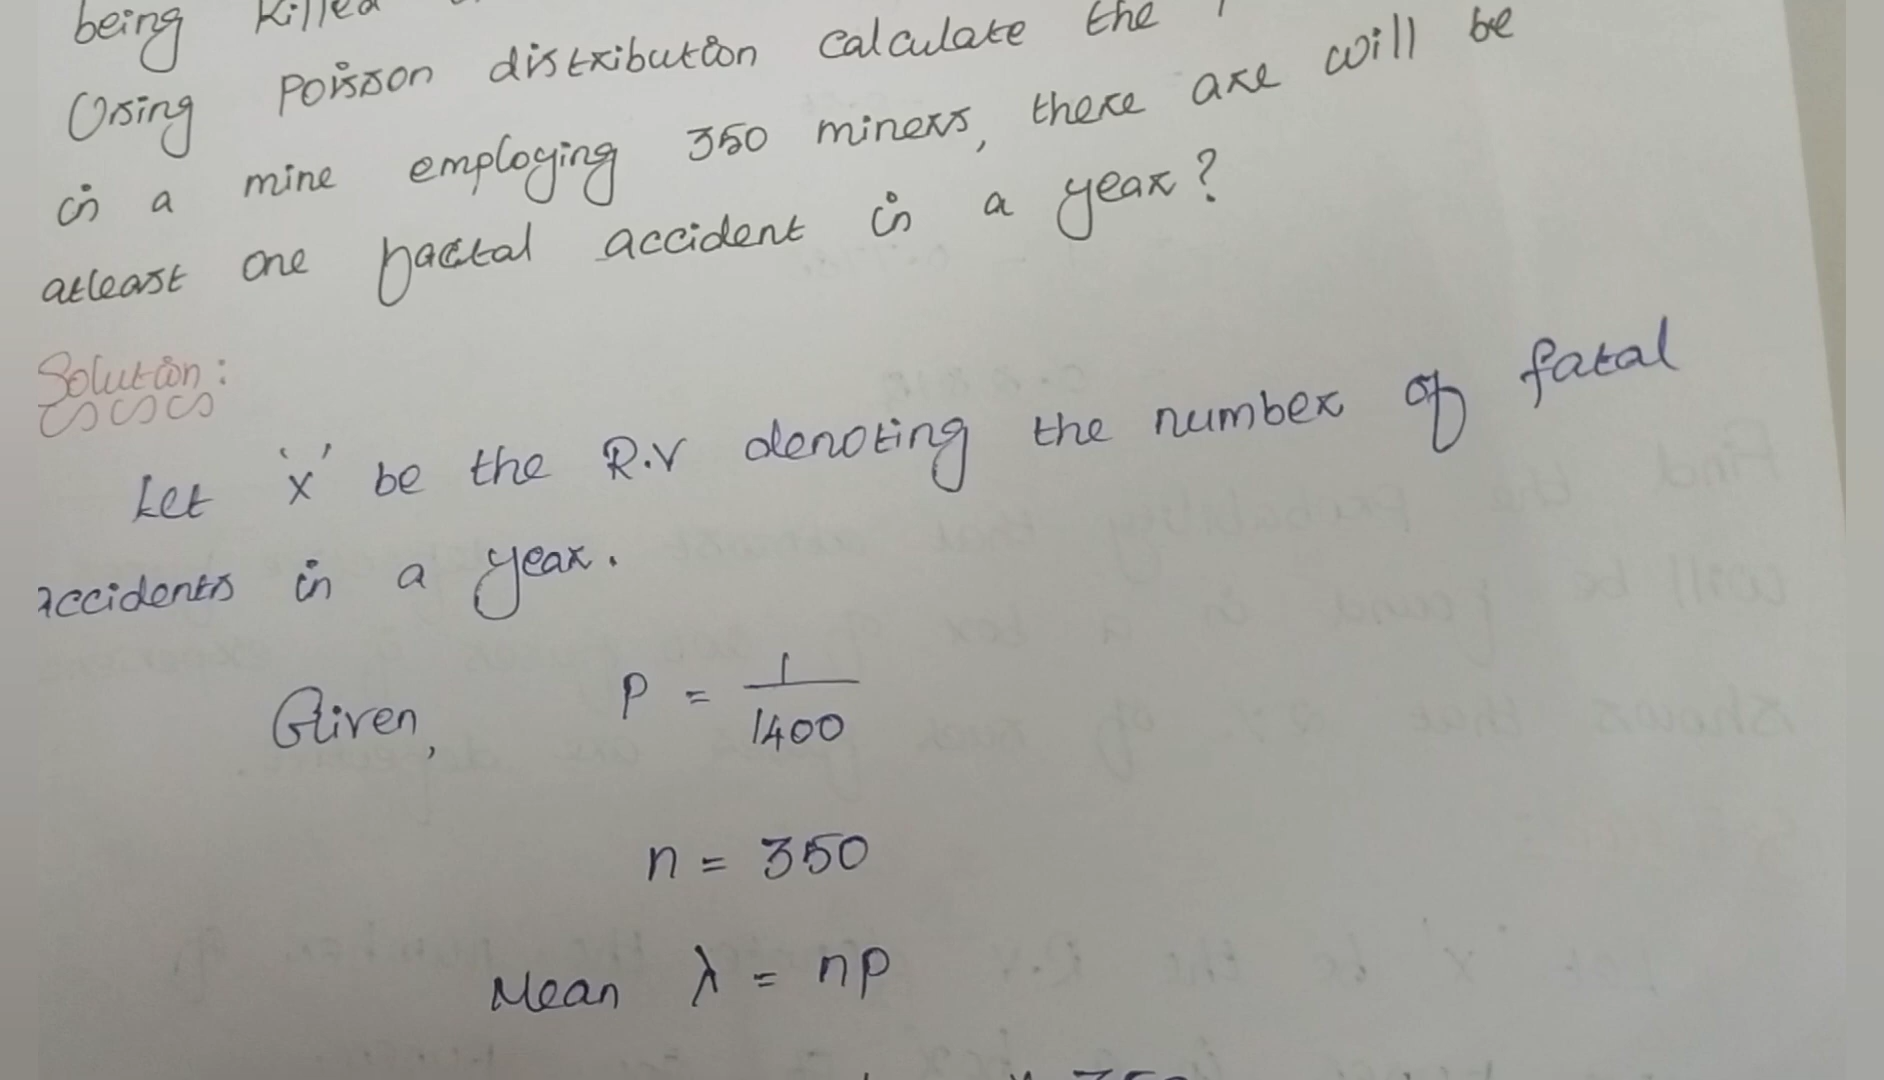 being killed
Using poisson distribution calculate the
in a mine employing 350 miners, there are will be
atleast one factal accident in a year?
Solution:
Let 'x' be the R.V denoting the number of fatal
accidents in a year.
Given, P = 1/1400
n = 350
Mean λ = np